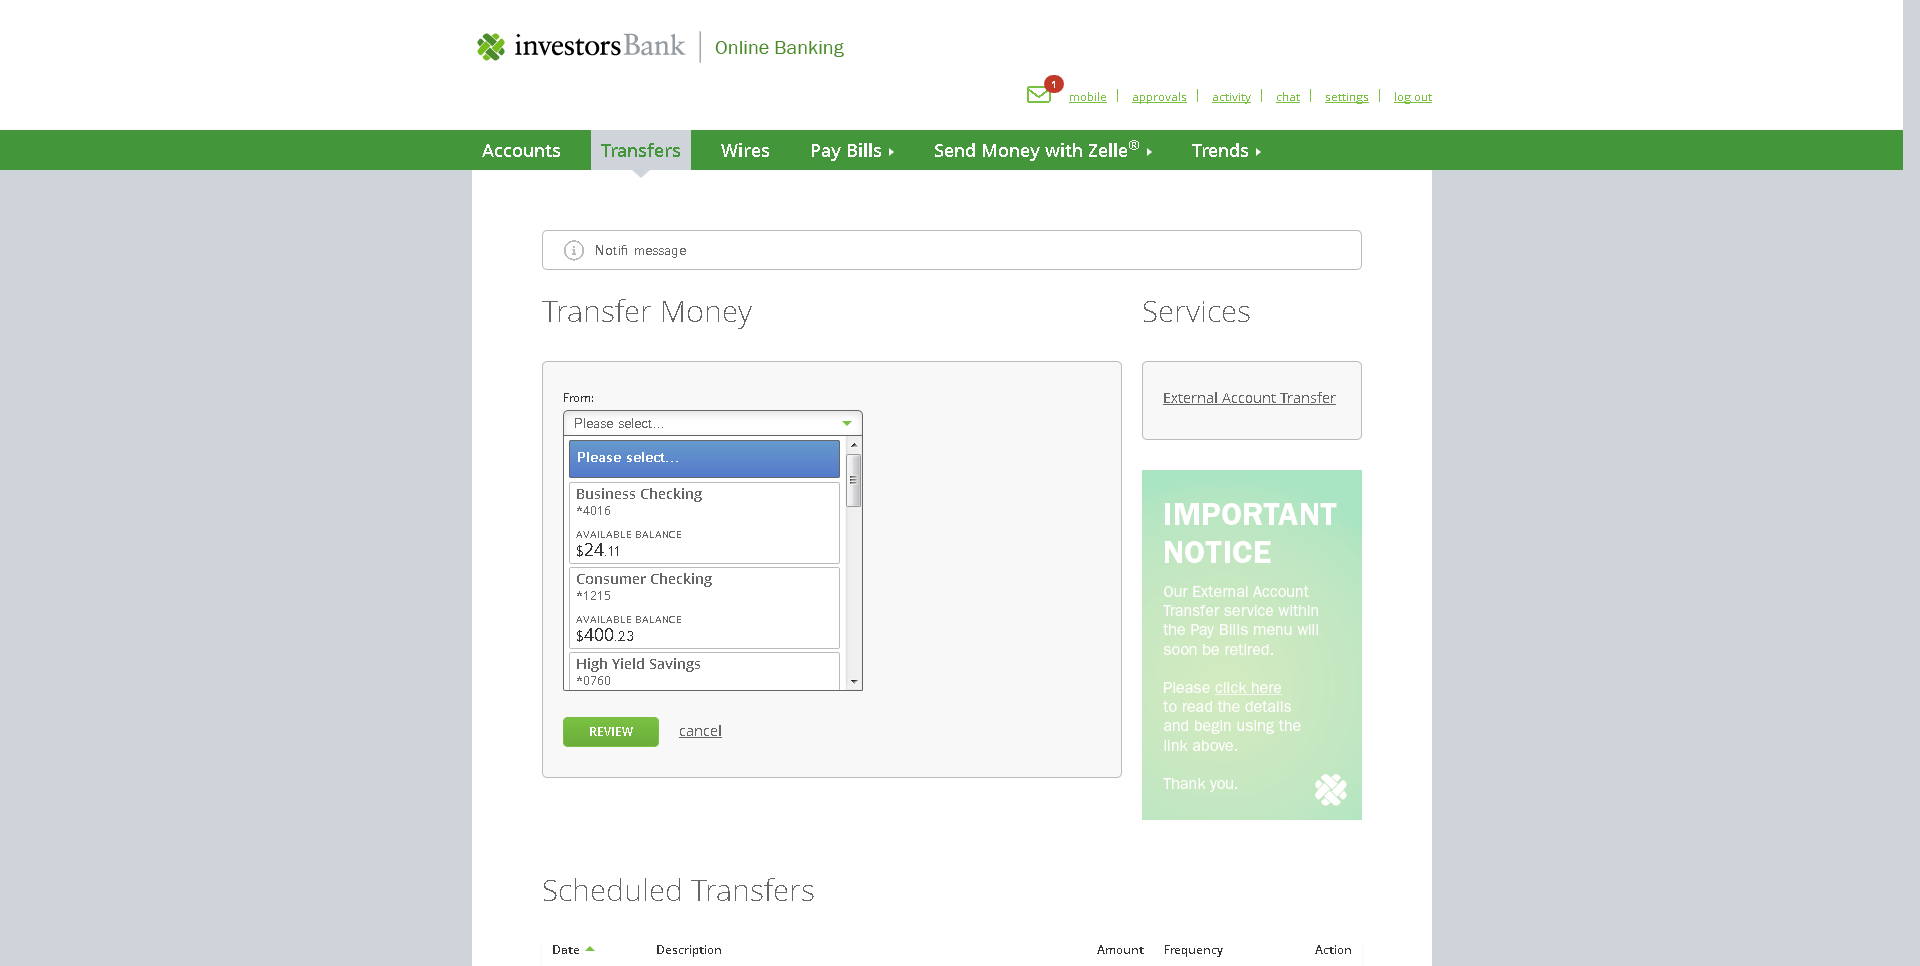 investorsBank | Online Banking
1
mobile | approvals | activity | chat | settings | log out
Accounts Transfers Wires Pay Bills Send Money with Zelle® Trends
Notifi message
Transfer Money
From:
Please select...
Please select...
Business Checking
*4016
AVAILABLE BALANCE
$24.11
Consumer Checking
*1215
AVAILABLE BALANCE
$400.23
High Yield Savings
*0760
REVIEW cancel
Services
External Account Transfer
IMPORTANT
NOTICE
Our External Account
Transfer service within
the Pay Bills menu will
soon be retired.
Please click here
to read the details
and begin using the
link above.
Thank you.
Scheduled Transfers
Date Description Amount Frequency Action